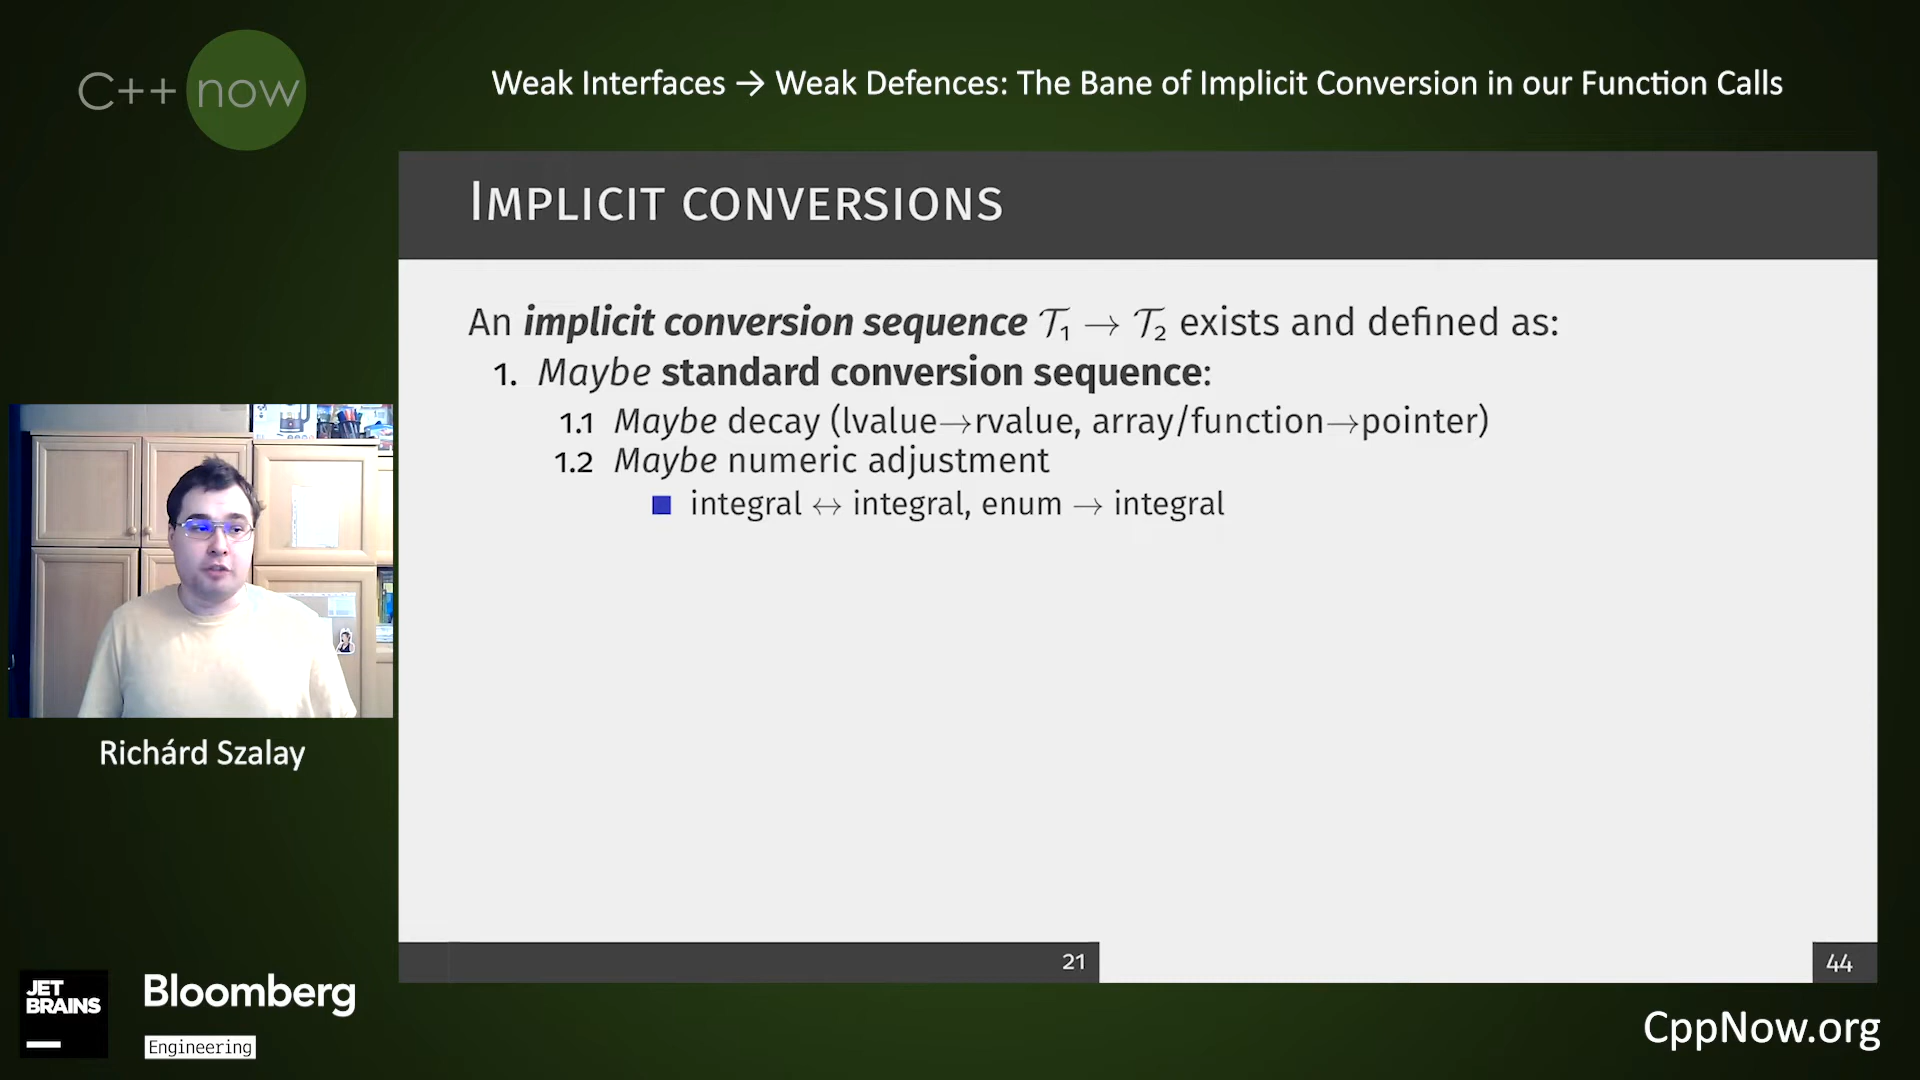 C++ now
Weak Interfaces → Weak Defences: The Bane of Implicit Conversion in our Function Calls
IMPLICIT CONVERSIONS
An implicit conversion sequence 𝒯₁ → 𝒯₂ exists and defined as:
1. Maybe standard conversion sequence:
1.1 Maybe decay (lvalue→rvalue, array/function→pointer)
1.2 Maybe numeric adjustment
■ integral ↔ integral, enum → integral
Richárd Szalay
21
44
JET
BRAINS
Bloomberg
Engineering
CppNow.org